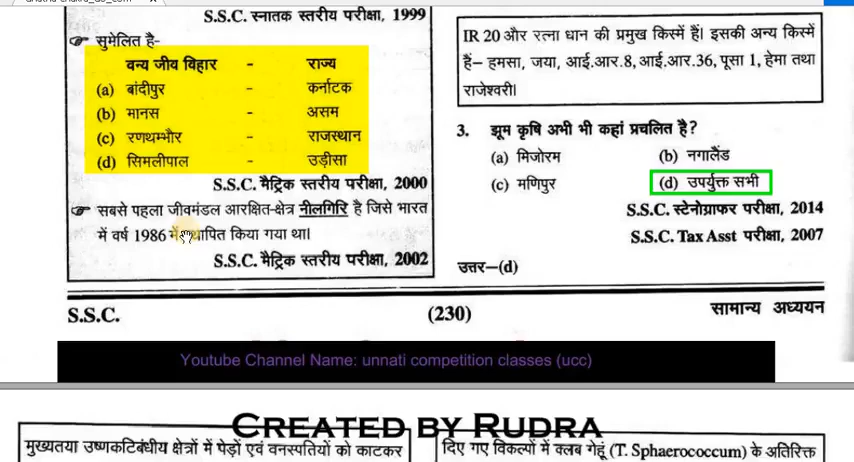 S.S.C. स्नातक स्तरीय परीक्षा, 1999
☞ सुमेलित है-
वन्य जीव विहार - राज्य
(a) बांदीपुर - कर्नाटक
(b) मानस - असम
(c) रणथम्भौर - राजस्थान
(d) सिमलीपाल - उड़ीसा
S.S.C. मैट्रिक स्तरीय परीक्षा, 2000
☞ सबसे पहला जीवमंडल आरक्षित-क्षेत्र नीलगिरि है जिसे भारत
में वर्ष 1986 में स्थापित किया गया था।
S.S.C. मैट्रिक स्तरीय परीक्षा, 2002
IR 20 और रत्ना धान की प्रमुख किस्में हैं। इसकी अन्य किस्में
हैं– हमसा, जया, आई.आर.8, आई.आर.36, पूसा 1, हेमा तथा
राजेश्वरी।
3. झूम कृषि अभी भी कहां प्रचलित है?
(a) मिजोरम (b) नगालैंड
(c) मणिपुर (d) उपर्युक्त सभी
S.S.C. स्टेनोग्राफर परीक्षा, 2014
S.S.C. Tax Asst परीक्षा, 2007
उत्तर–(d)
S.S.C. (230) सामान्य अध्ययन
Youtube Channel Name: unnati competition classes (ucc)
CREATED BY RUDRA
मुख्यतया उष्णकटिबंधीय क्षेत्रों में पेड़ों एवं वनस्पतियों को काटकर
दिए गए विकल्पों में क्लब गेहूं (T. Sphaerococcum) के अतिरिक्त